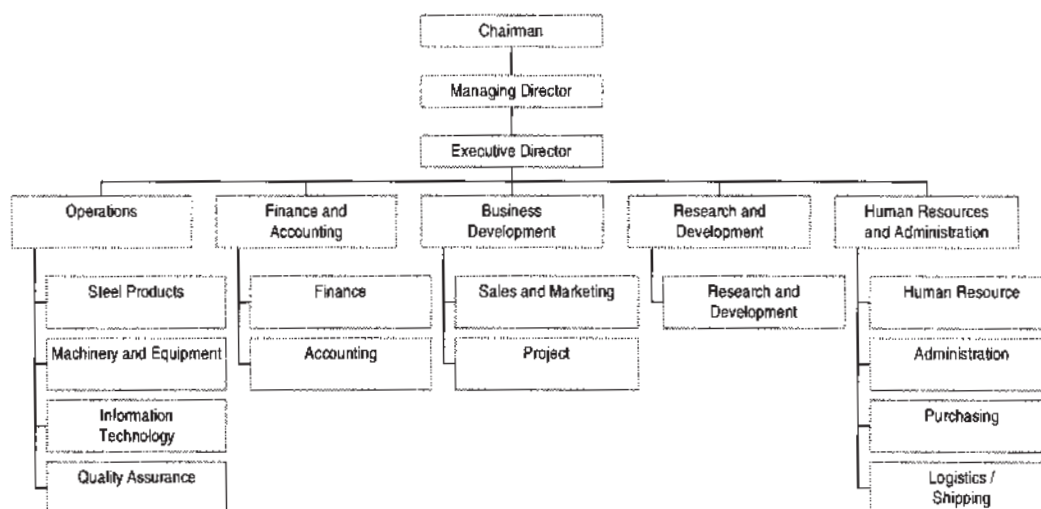 Chairman
Managing Director
Executive Director
Operations
Finance and
Accounting
Business
Development
Research and
Development
Human Resources
and Administration
Steel Products
Finance
Sales and Marketing
Research and
Development
Human Resource
Machinery and Equipment
Accounting
Project
Administration
Information
Technology
Purchasing
Quality Assurance
Logistics /
Shipping